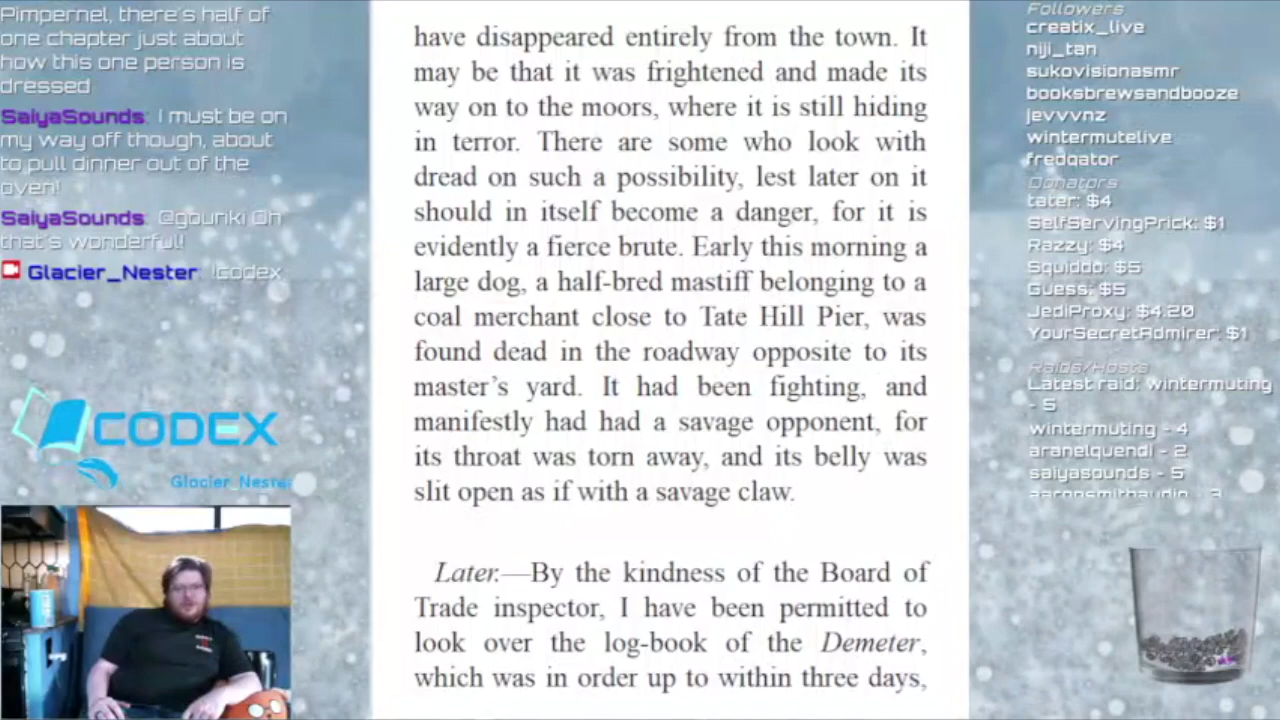 Pimpernel, there's half of
one chapter just about
how this one person is
dressed
SaiyaSounds: I must be on
my way off though, about
to pull dinner out of the
oven!
SaiyaSounds: @gouriki Oh
that's wonderful!
Glacier_Nester: !codex
CODEX
Glacier_Neste
have disappeared entirely from the town. It
may be that it was frightened and made its
way on to the moors, where it is still hiding
in terror. There are some who look with
dread on such a possibility, lest later on it
should in itself become a danger, for it is
evidently a fierce brute. Early this morning a
large dog, a half-bred mastiff belonging to a
coal merchant close to Tate Hill Pier, was
found dead in the roadway opposite to its
master's yard. It had been fighting, and
manifestly had had a savage opponent, for
its throat was torn away, and its belly was
slit open as if with a savage claw.
Later.—By the kindness of the Board of
Trade inspector, I have been permitted to
look over the log-book of the Demeter,
which was in order up to within three days,
Followers
creatix_live
niji_tan
sukovisionasmr
booksbrewsandbooze
jevvvnz
wintermutelive
fredgator
Donators
tater: $4
SelfServingPrick: $1
Razzy: $4
Squiddo: $5
Guess: $5
JediProxy: $4.20
YourSecretAdmirer: $1
Raids/Hosts
Latest raid: wintermuting
- 5
wintermuting - 4
aranelquendi - 2
saiyasounds - 5
aaronsmithaudio - 3